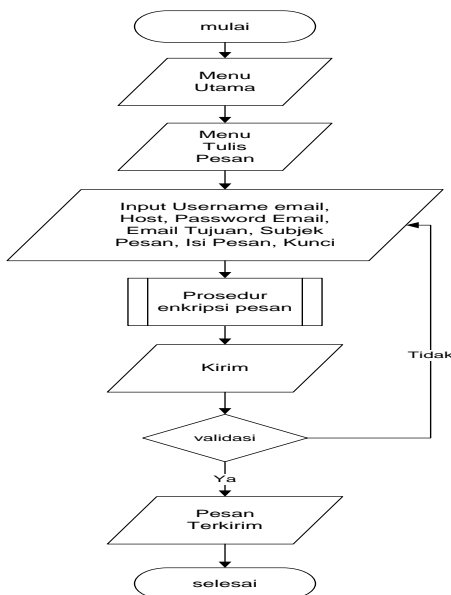 mulai
Menu
Utama
Menu
Tulis
Pesan
Input Username email,
Host, Password Email,
Email Tujuan, Subjek
Pesan, Isi Pesan, Kunci
Prosedur
enkripsi pesan
Kirim
Tidak
validasi
Ya
Pesan
Terkirim
selesai